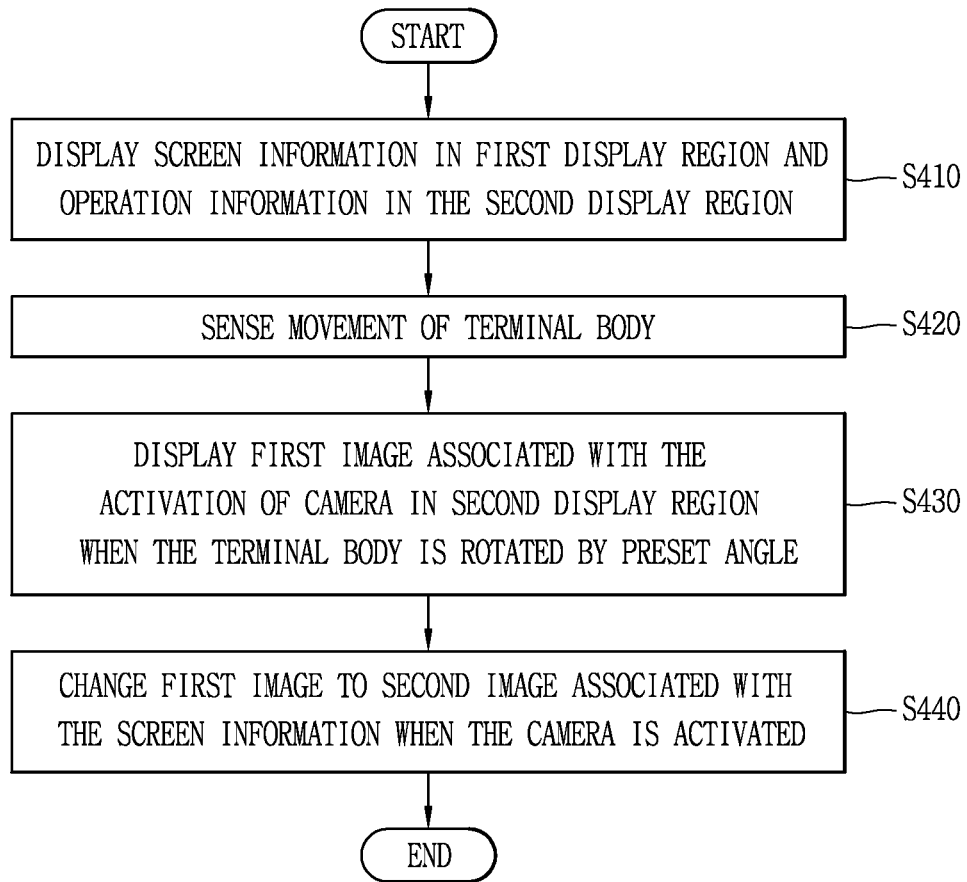 START
DISPLAY SCREEN INFORMATION IN FIRST DISPLAY REGION AND
OPERATION INFORMATION IN THE SECOND DISPLAY REGION
S410
SENSE MOVEMENT OF TERMINAL BODY
S420
DISPLAY FIRST IMAGE ASSOCIATED WITH THE
ACTIVATION OF CAMERA IN SECOND DISPLAY REGION
WHEN THE TERMINAL BODY IS ROTATED BY PRESET ANGLE
S430
CHANGE FIRST IMAGE TO SECOND IMAGE ASSOCIATED WITH
THE SCREEN INFORMATION WHEN THE CAMERA IS ACTIVATED
S440
END